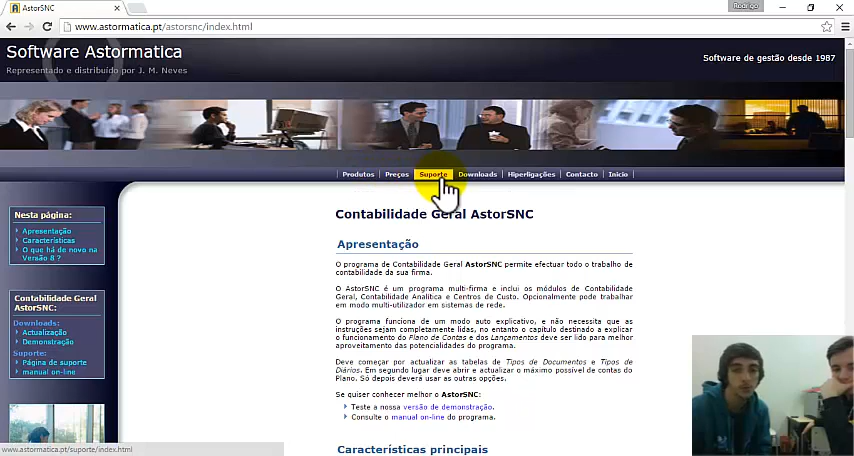 AstorSNC
Rodrigo
www.astormatica.pt/astorsnc/index.html
Software Astormatica
Representado e distribuído por J. M. Neves
Software de gestão desde 1987
Produtos
Preços
Suporte
Downloads
Hiperligações
Contacto
Início
Nesta página:
Apresentação
Características
O que há de novo na
Versão 8 ?
Contabilidade Geral
AstorSNC:
Downloads:
Actualização
Demonstração
Suporte:
Página de suporte
manual on-line
Contabilidade Geral AstorSNC
Apresentação
O programa de Contabilidade Geral AstorSNC permite efectuar todo o trabalho de
contabilidade da sua firma.
O AstorSNC é um programa multi-firma e inclui os módulos de Contabilidade
Geral, Contabilidade Analítica e Centros de Custo. Opcionalmente pode trabalhar
em modo multi-utilizador em sistemas de rede.
O programa funciona de um modo auto explicativo, e não necessita que as
instruções sejam completamente lidas, no entanto o capítulo destinado a explicar
o funcionamento do Plano de Contas e dos Lançamentos deve ser lido para melhor
aproveitamento das potencialidades do programa.
Deve começar por actualizar as tabelas de Tipos de Documentos e Tipos de
Diários. Em segundo lugar deve abrir e actualizar o máximo possível de contas do
Plano. Só depois deverá usar as outras opções.
Se quiser conhecer melhor o AstorSNC:
Teste a nossa versão de demonstração.
Consulte o manual on-line do programa.
Características principais
www.astormatica.pt/suporte/index.html